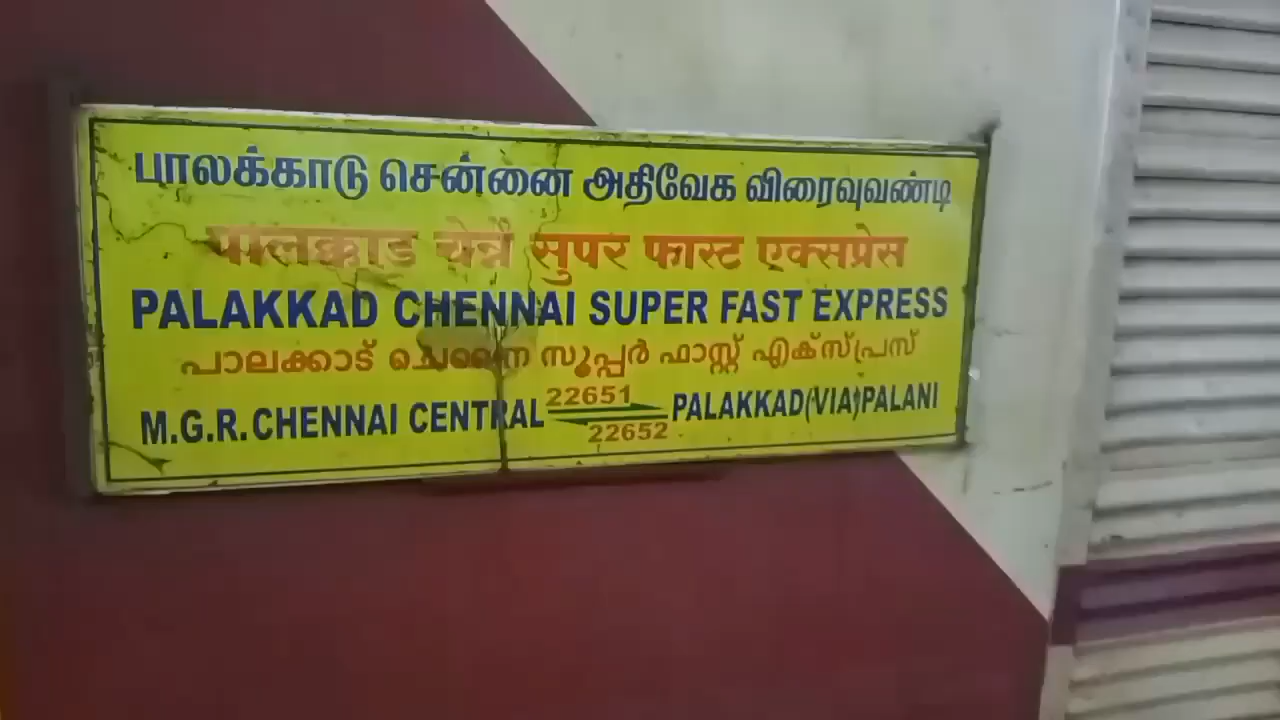 பாலக்காடு சென்னை அதிவேக விரைவுவண்டி
पालक्काड चेन्नै सुपर फास्ट एक्सप्रेस
PALAKKAD CHENNAI SUPER FAST EXPRESS
പാലക്കാട് ചെന്നൈ സൂപ്പർ ഫാസ്റ്റ് എക്സ്പ്രസ്
M.G.R. CHENNAI CENTRAL 22651 22652 PALAKKAD(VIA)PALANI